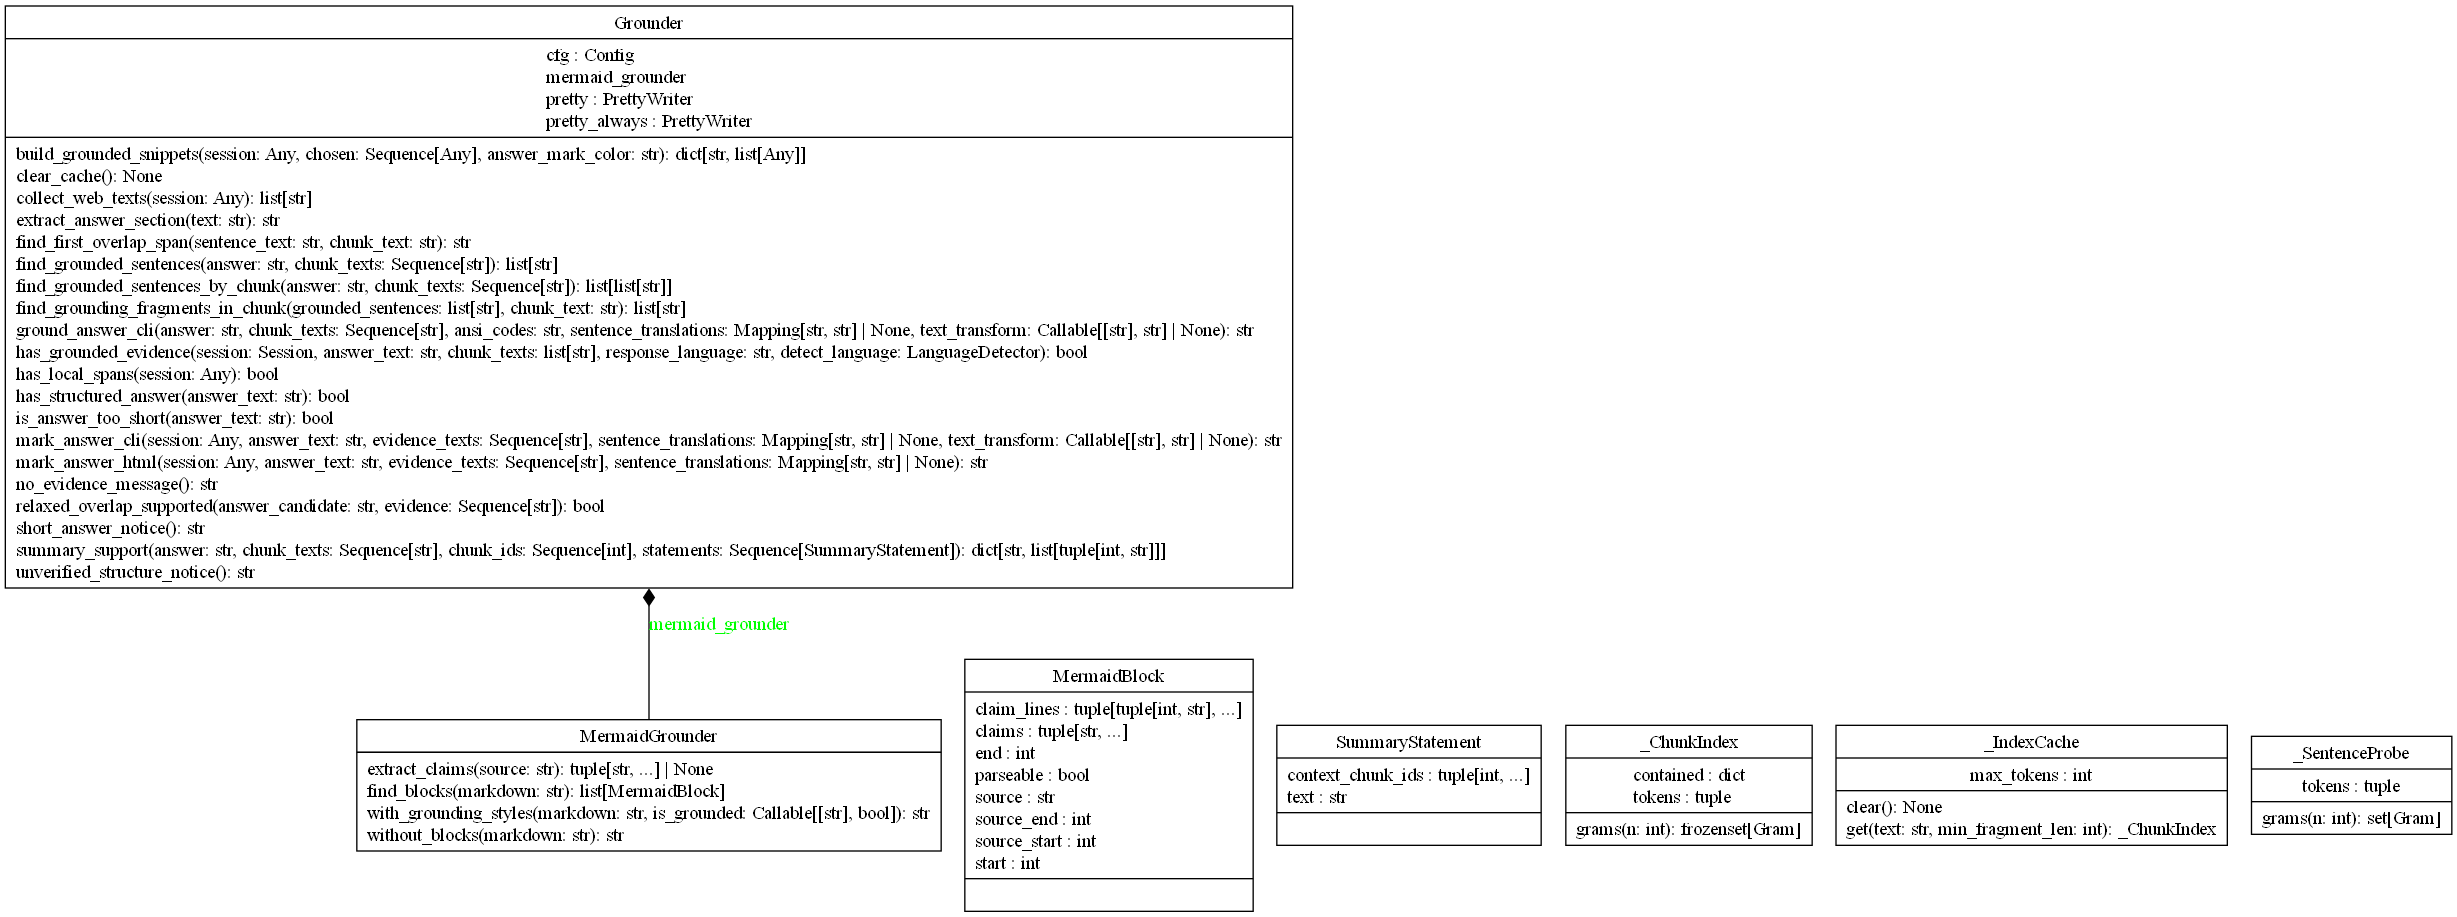 Grounder
cfg : Config
mermaid_grounder
pretty : PrettyWriter
pretty_always : PrettyWriter
build_grounded_snippets(session: Any, chosen: Sequence[Any], answer_mark_color: str): dict[str, list[Any]]
clear_cache(): None
collect_web_texts(session: Any): list[str]
extract_answer_section(text: str): str
find_first_overlap_span(sentence_text: str, chunk_text: str): str
find_grounded_sentences(answer: str, chunk_texts: Sequence[str]): list[str]
find_grounded_sentences_by_chunk(answer: str, chunk_texts: Sequence[str]): list[list[str]]
find_grounding_fragments_in_chunk(grounded_sentences: list[str], chunk_text: str): list[str]
ground_answer_cli(answer: str, chunk_texts: Sequence[str], ansi_codes: str, sentence_translations: Mapping[str, str] | None, text_transform: Callable[[str], str] | None): str
has_grounded_evidence(session: Session, answer_text: str, chunk_texts: list[str], response_language: str, detect_language: LanguageDetector): bool
has_local_spans(session: Any): bool
has_structured_answer(answer_text: str): bool
is_answer_too_short(answer_text: str): bool
mark_answer_cli(session: Any, answer_text: str, evidence_texts: Sequence[str], sentence_translations: Mapping[str, str] | None, text_transform: Callable[[str], str] | None): str
mark_answer_html(session: Any, answer_text: str, evidence_texts: Sequence[str], sentence_translations: Mapping[str, str] | None): str
no_evidence_message(): str
relaxed_overlap_supported(answer_candidate: str, evidence: Sequence[str]): bool
short_answer_notice(): str
summary_support(answer: str, chunk_texts: Sequence[str], chunk_ids: Sequence[int], statements: Sequence[SummaryStatement]): dict[str, list[tuple[int, str]]]
unverified_structure_notice(): str
mermaid_grounder
MermaidGrounder
extract_claims(source: str): tuple[str, ...] | None
find_blocks(markdown: str): list[MermaidBlock]
with_grounding_styles(markdown: str, is_grounded: Callable[[str], bool]): str
without_blocks(markdown: str): str
MermaidBlock
claim_lines : tuple[tuple[int, str], ...]
claims : tuple[str, ...]
end : int
parseable : bool
source : str
source_end : int
source_start : int
start : int
SummaryStatement
context_chunk_ids : tuple[int, ...]
text : str
_ChunkIndex
contained : dict
tokens : tuple
grams(n: int): frozenset[Gram]
_IndexCache
max_tokens : int
clear(): None
get(text: str, min_fragment_len: int): _ChunkIndex
_SentenceProbe
tokens : tuple
grams(n: int): set[Gram]